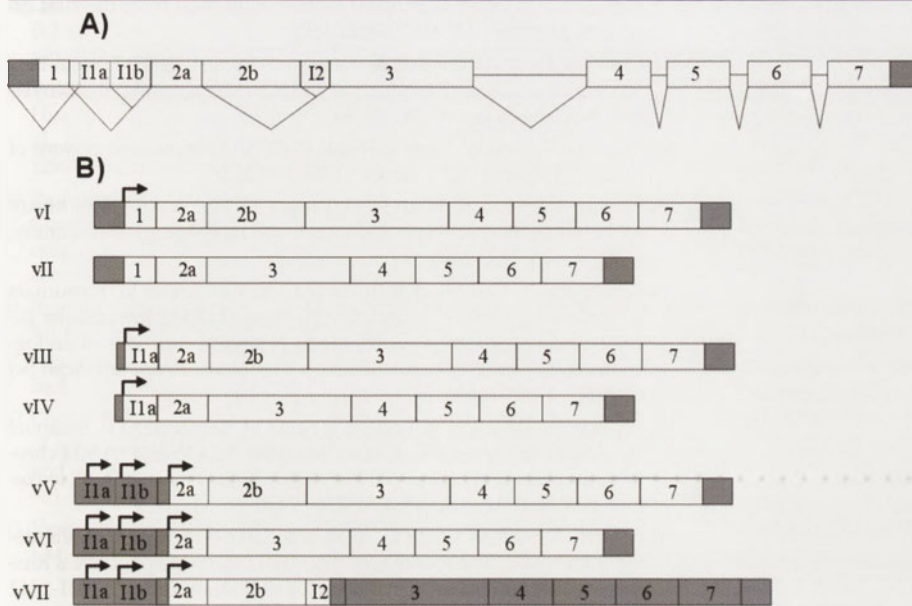 A)
1 I1a I1b 2a 2b I2 3 4 5 6 7
B)
vI 1 2a 2b 3 4 5 6 7
vII 1 2a 3 4 5 6 7
vIII I1a 2a 2b 3 4 5 6 7
vIV I1a 2a 3 4 5 6 7
vV I1a I1b 2a 2b 3 4 5 6 7
vVI I1a I1b 2a 3 4 5 6 7
vVII I1a I1b 2a 2b I2 3 4 5 6 7